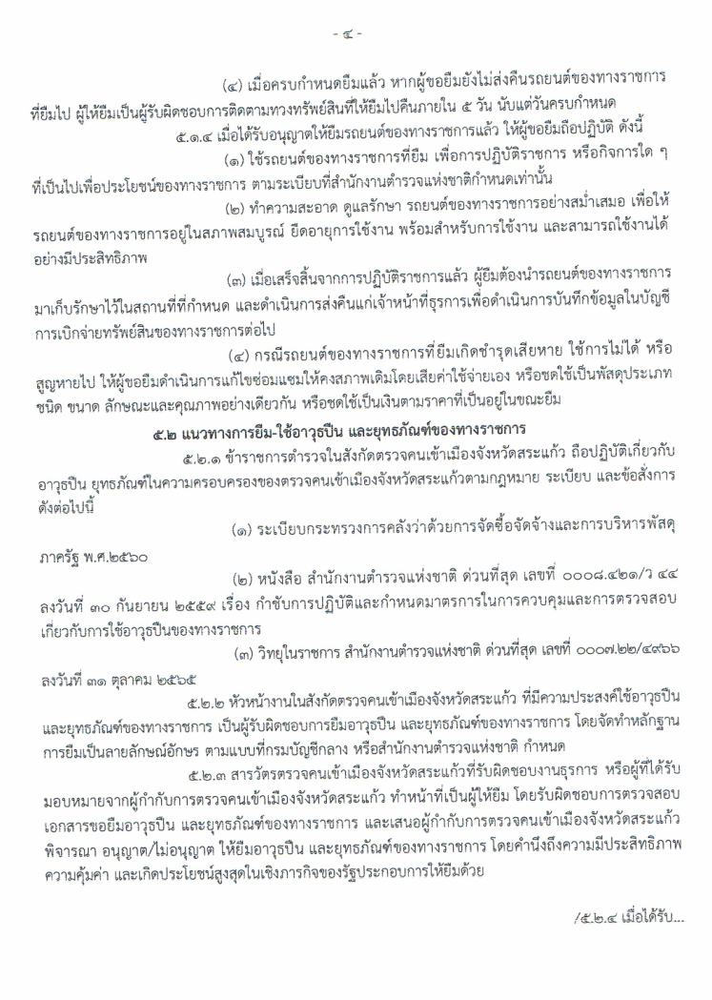 - ๔ -
(๔) เมื่อครบกำหนดยืมแล้ว หากผู้ขอยืมยังไม่ส่งคืนรถยนต์ของทางราชการ
ที่ยืมไป ผู้ให้ยืมเป็นผู้รับผิดชอบการติดตามทวงทรัพย์สินที่ให้ยืมไปคืนภายใน ๕ วัน นับแต่วันครบกำหนด
๕.๑.๔ เมื่อได้รับอนุญาตให้ยืมรถยนต์ของทางราชการแล้ว ให้ผู้ขอยืมถือปฏิบัติ ดังนี้
(๑) ใช้รถยนต์ของทางราชการที่ยืม เพื่อการปฏิบัติราชการ หรือกิจการใด ๆ
ที่เป็นไปเพื่อประโยชน์ของทางราชการ ตามระเบียบที่สำนักงานตำรวจแห่งชาติกำหนดเท่านั้น
(๒) ทำความสะอาด ดูแลรักษา รถยนต์ของทางราชการอย่างสม่ำเสมอ เพื่อให้
รถยนต์ของทางราชการอยู่ในสภาพสมบูรณ์ ยืดอายุการใช้งาน พร้อมสำหรับการใช้งาน และสามารถใช้งานได้
อย่างมีประสิทธิภาพ
(๓) เมื่อเสร็จสิ้นจากการปฏิบัติราชการแล้ว ผู้ยืมต้องนำรถยนต์ของทางราชการ
มาเก็บรักษาไว้ในสถานที่ที่กำหนด และดำเนินการส่งคืนแก่เจ้าหน้าที่ธุรการเพื่อดำเนินการบันทึกข้อมูลในบัญชี
การเบิกจ่ายทรัพย์สินของทางราชการต่อไป
(๔) กรณีรถยนต์ของทางราชการที่ยืมเกิดชำรุดเสียหาย ใช้การไม่ได้ หรือ
สูญหายไป ให้ผู้ขอยืมดำเนินการแก้ไขซ่อมแซมให้คงสภาพเดิมโดยเสียค่าใช้จ่ายเอง หรือชดใช้เป็นพัสดุประเภท
ชนิด ขนาด ลักษณะและคุณภาพอย่างเดียวกัน หรือชดใช้เป็นเงินตามราคาที่เป็นอยู่ในขณะยืม
๕.๒ แนวทางการยืม-ใช้อาวุธปืน และยุทธภัณฑ์ของทางราชการ
๕.๒.๑ ข้าราชการตำรวจในสังกัดตรวจคนเข้าเมืองจังหวัดสระแก้ว ถือปฏิบัติเกี่ยวกับ
อาวุธปืน ยุทธภัณฑ์ในความครอบครองของตรวจคนเข้าเมืองจังหวัดสระแก้วตามกฎหมาย ระเบียบ และข้อสั่งการ
ดังต่อไปนี้
(๑) ระเบียบกระทรวงการคลังว่าด้วยการจัดซื้อจัดจ้างและการบริหารพัสดุ
ภาครัฐ พ.ศ.๒๕๖๐
(๒) หนังสือ สำนักงานตำรวจแห่งชาติ ด่วนที่สุด เลขที่ ๐๐๐๘.๔๒๑/ว ๔๔
ลงวันที่ ๓๐ กันยายน ๒๕๕๙ เรื่อง กำชับการปฏิบัติและกำหนดมาตรการในการควบคุมและการตรวจสอบ
เกี่ยวกับการใช้อาวุธปืนของทางราชการ
(๓) วิทยุในราชการ สำนักงานตำรวจแห่งชาติ ด่วนที่สุด เลขที่ ๐๐๐๗.๒๒/๔๙๖๖
ลงวันที่ ๓๑ ตุลาคม ๒๕๖๕
๕.๒.๒ หัวหน้างานในสังกัดตรวจคนเข้าเมืองจังหวัดสระแก้ว ที่มีความประสงค์ใช้อาวุธปืน
และยุทธภัณฑ์ของทางราชการ เป็นผู้รับผิดชอบการยืมอาวุธปืน และยุทธภัณฑ์ของทางราชการ โดยจัดทำหลักฐาน
การยืมเป็นลายลักษณ์อักษร ตามแบบที่กรมบัญชีกลาง หรือสำนักงานตำรวจแห่งชาติ กำหนด
๕.๒.๓ สารวัตรตรวจคนเข้าเมืองจังหวัดสระแก้วที่รับผิดชอบงานธุรการ หรือผู้ที่ได้รับ
มอบหมายจากผู้กำกับการตรวจคนเข้าเมืองจังหวัดสระแก้ว ทำหน้าที่เป็นผู้ให้ยืม โดยรับผิดชอบการตรวจสอบ
เอกสารขอยืมอาวุธปืน และยุทธภัณฑ์ของทางราชการ และเสนอผู้กำกับการตรวจคนเข้าเมืองจังหวัดสระแก้ว
พิจารณา อนุญาต/ไม่อนุญาต ให้ยืมอาวุธปืน และยุทธภัณฑ์ของทางราชการ โดยคำนึงถึงความมีประสิทธิภาพ
ความคุ้มค่า และเกิดประโยชน์สูงสุดในเชิงภารกิจของรัฐประกอบการให้ยืมด้วย
/๕.๒.๔ เมื่อได้รับ...